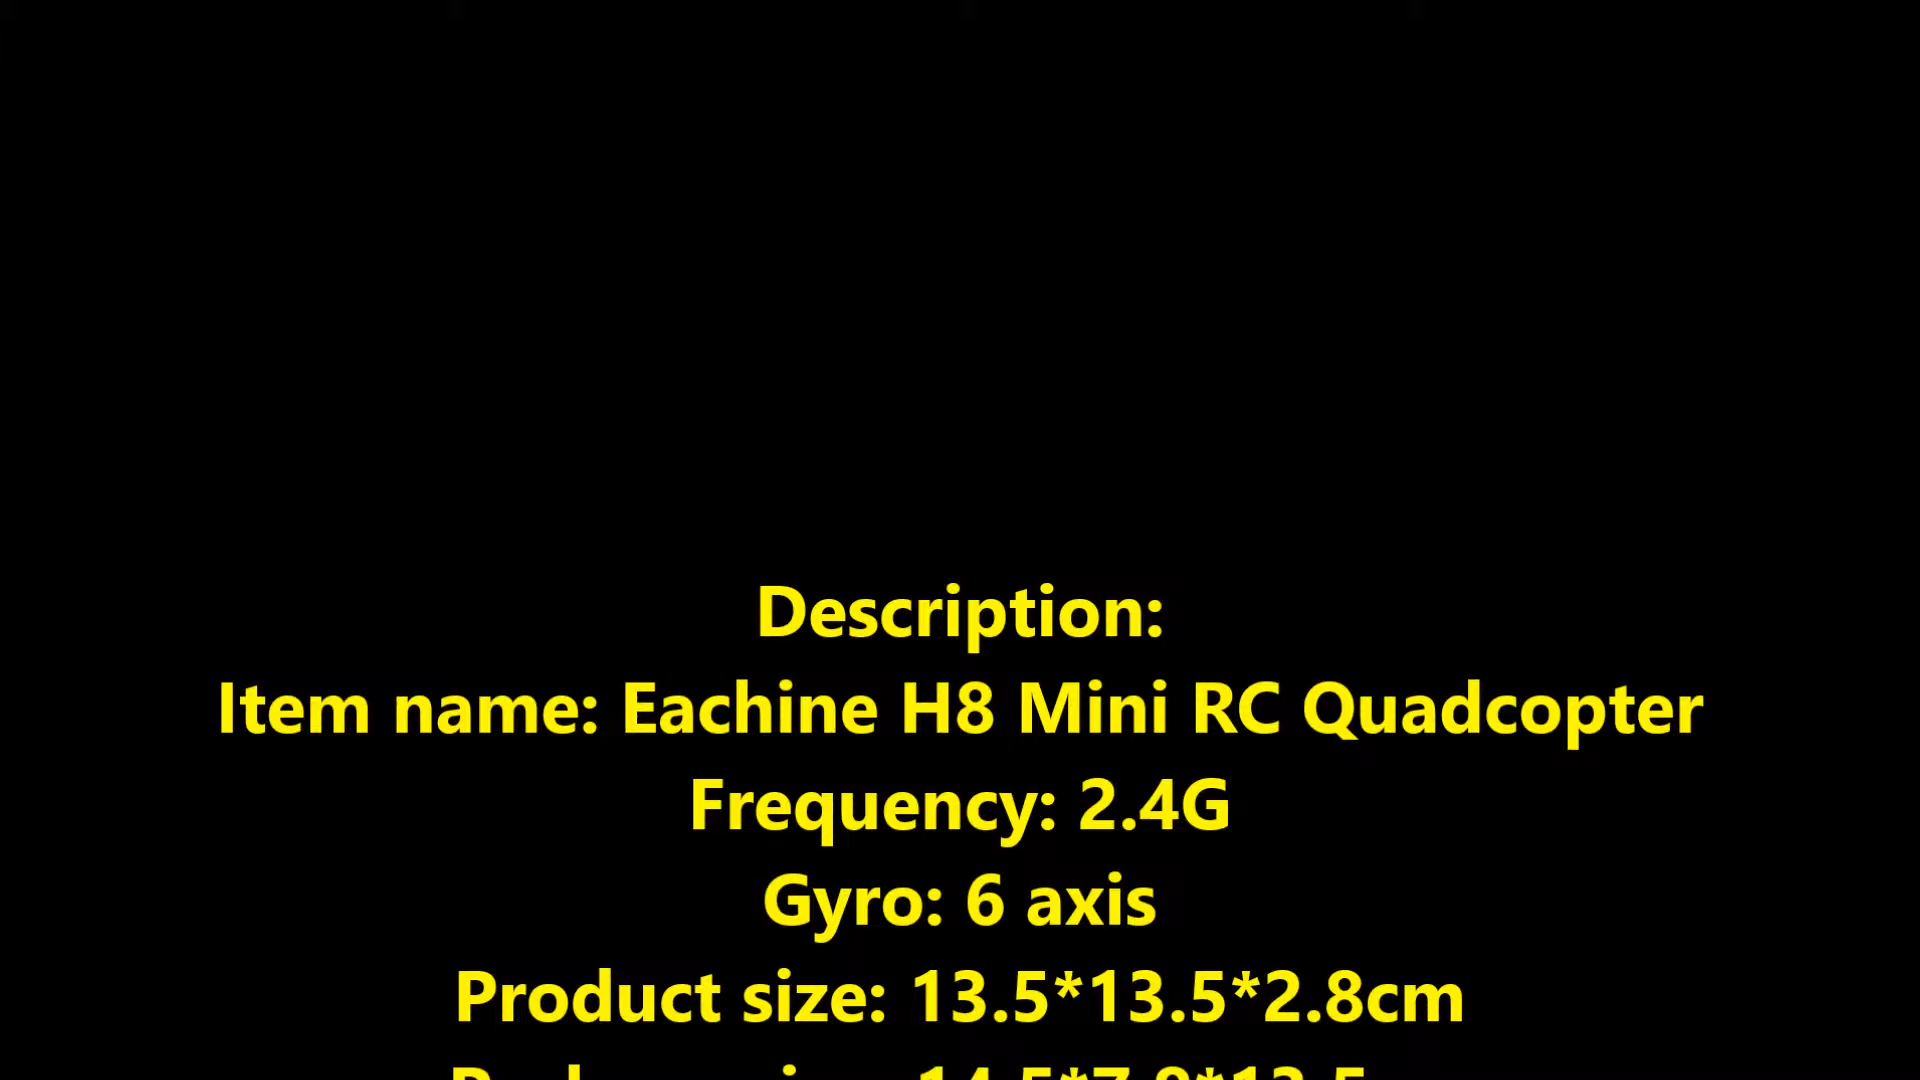 Description:
Item name: Eachine H8 Mini RC Quadcopter
Frequency: 2.4G
Gyro: 6 axis
Product size: 13.5*13.5*2.8cm